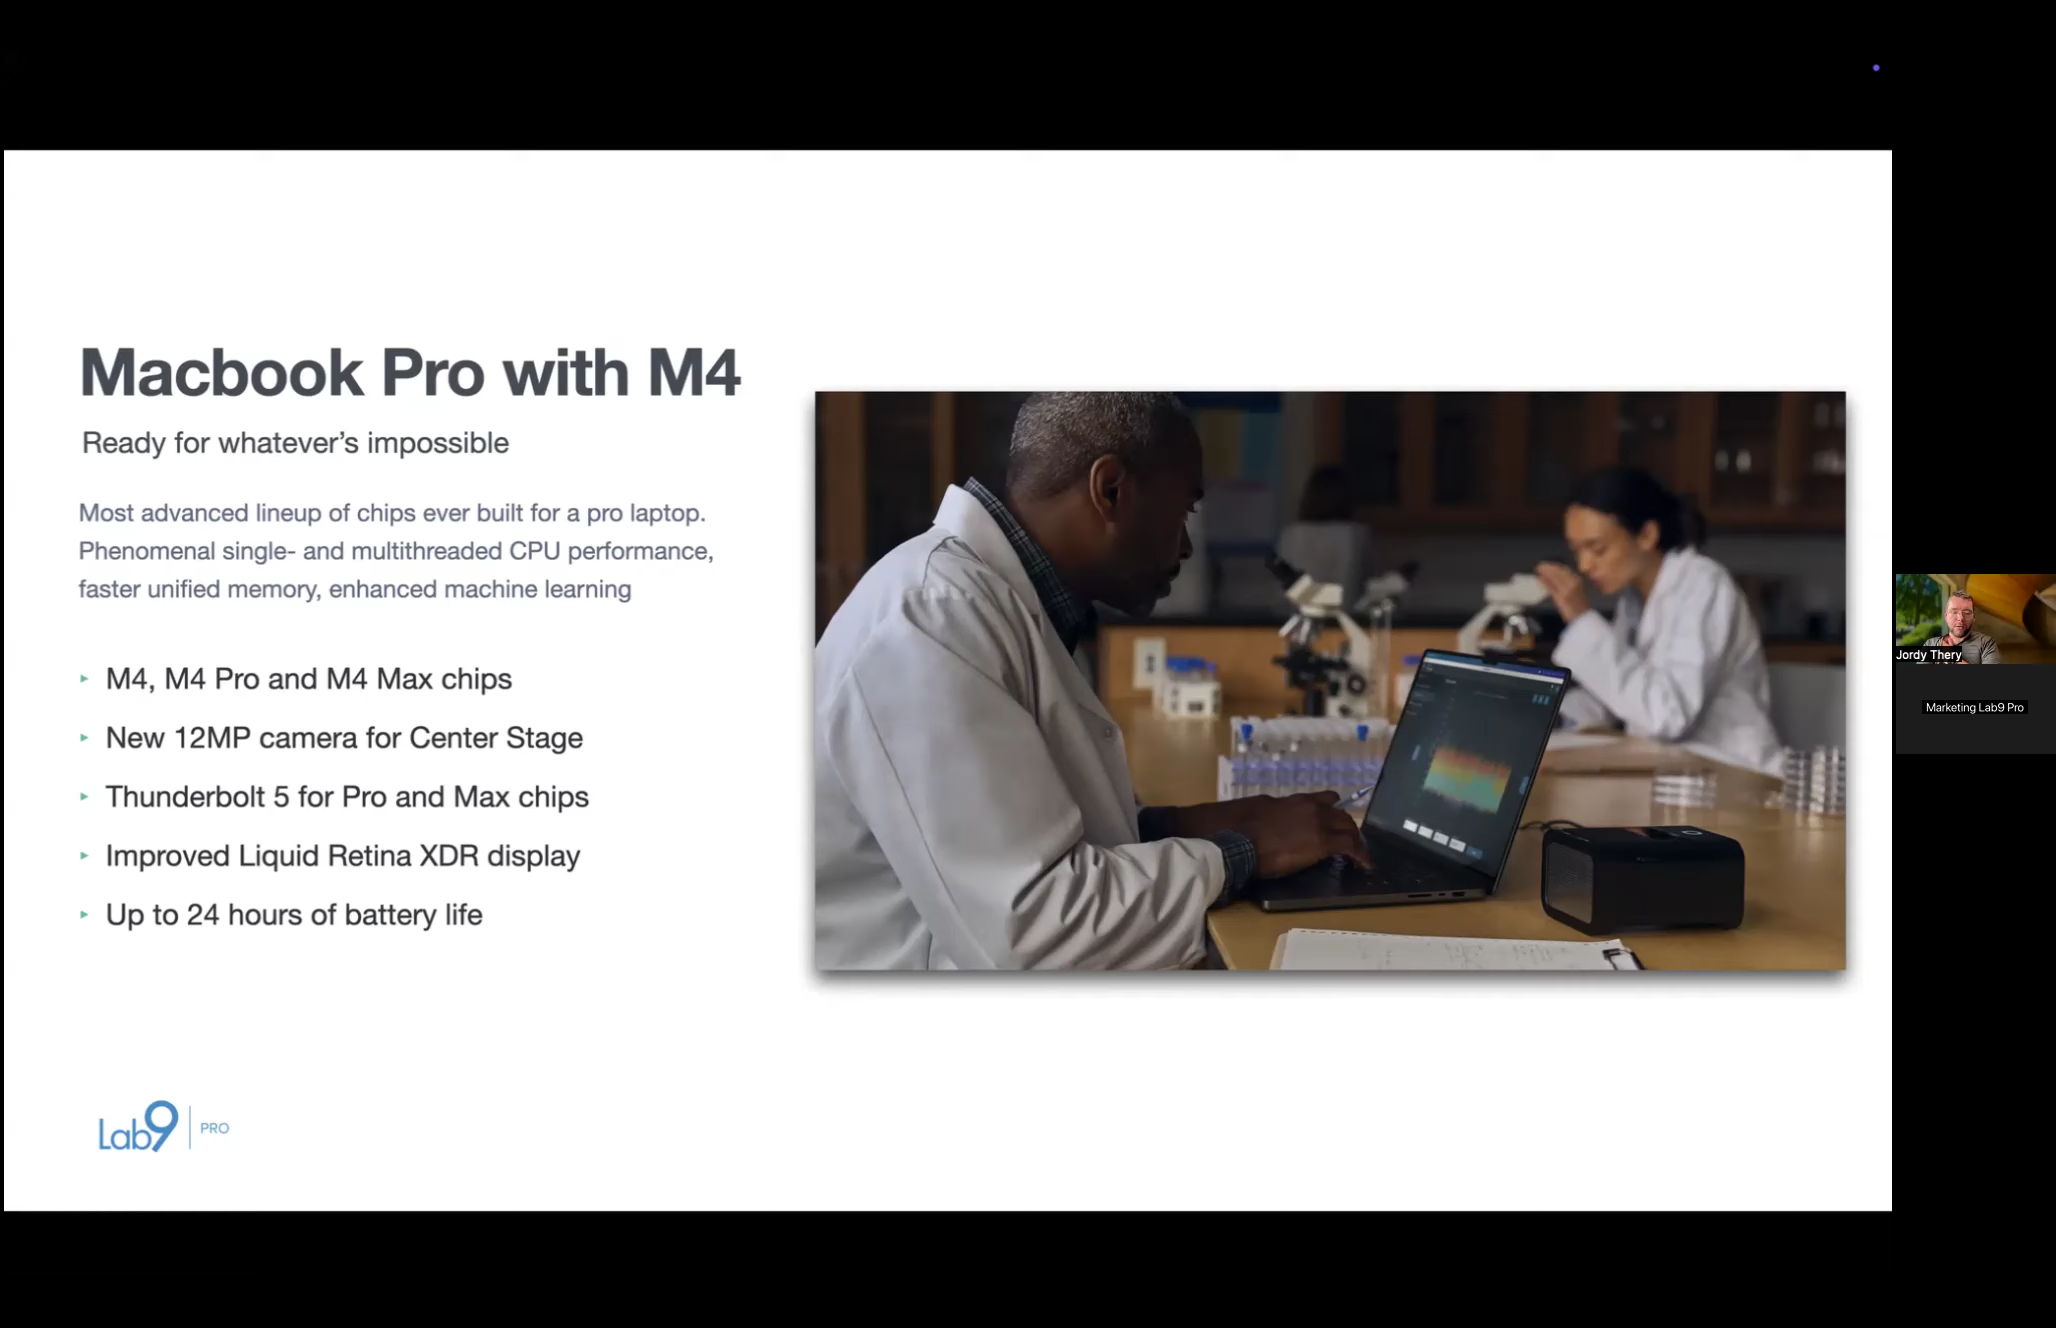 Macbook Pro with M4
Ready for whatever’s impossible
Most advanced lineup of chips ever built for a pro laptop.
Phenomenal single- and multithreaded CPU performance,
faster unified memory, enhanced machine learning
‣ M4, M4 Pro and M4 Max chips
‣ New 12MP camera for Center Stage
‣ Thunderbolt 5 for Pro and Max chips
‣ Improved Liquid Retina XDR display
‣ Up to 24 hours of battery life
Lab9 | PRO
Jordy Thery
Marketing Lab9 Pro